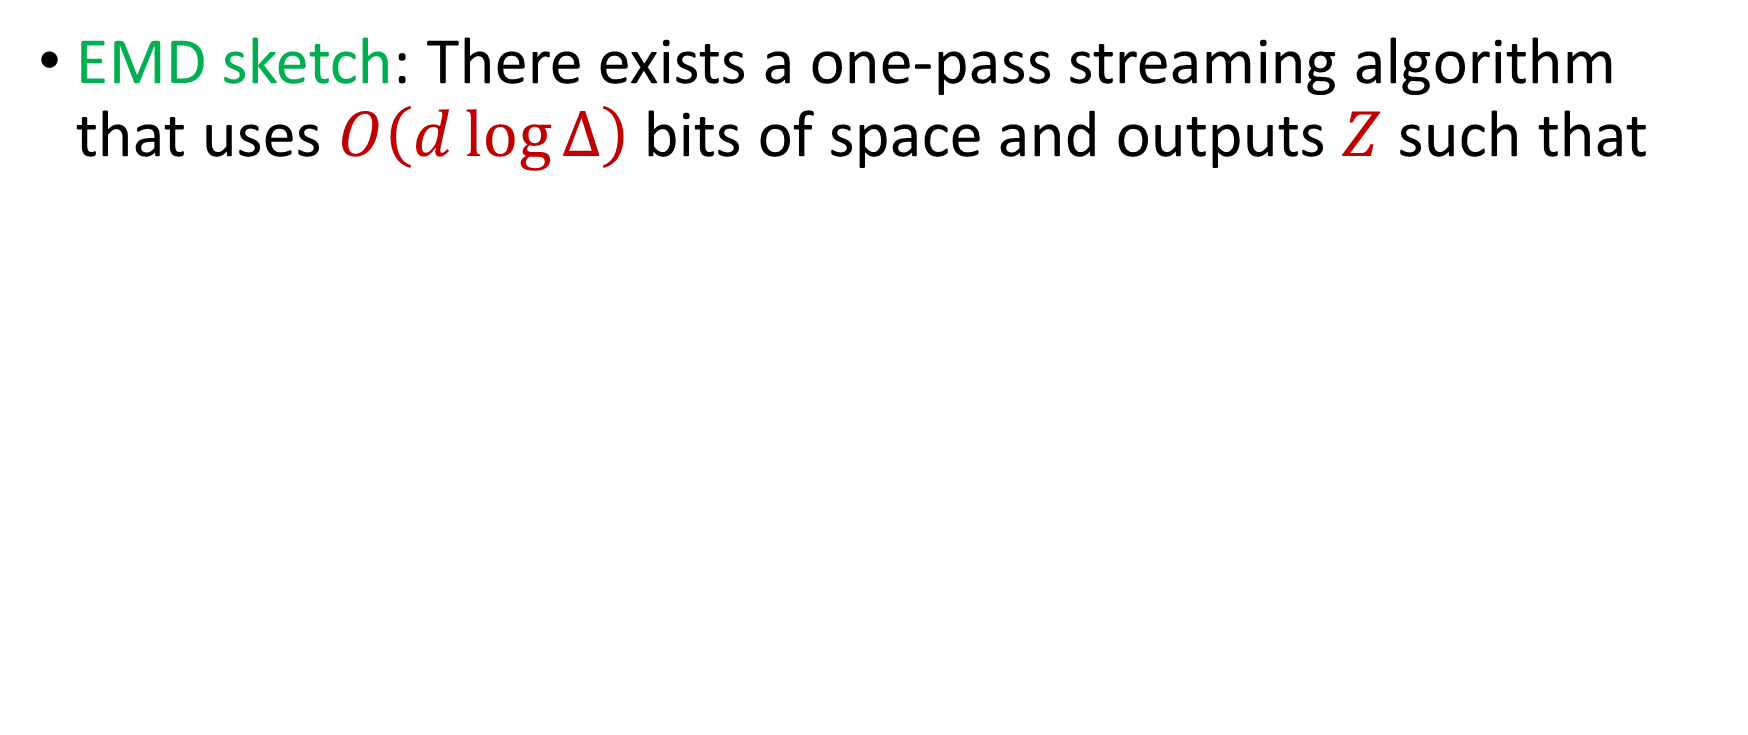 • EMD sketch: There exists a one-pass streaming algorithm
that uses 𝑂(𝑑 log Δ) bits of space and outputs 𝑍 such that